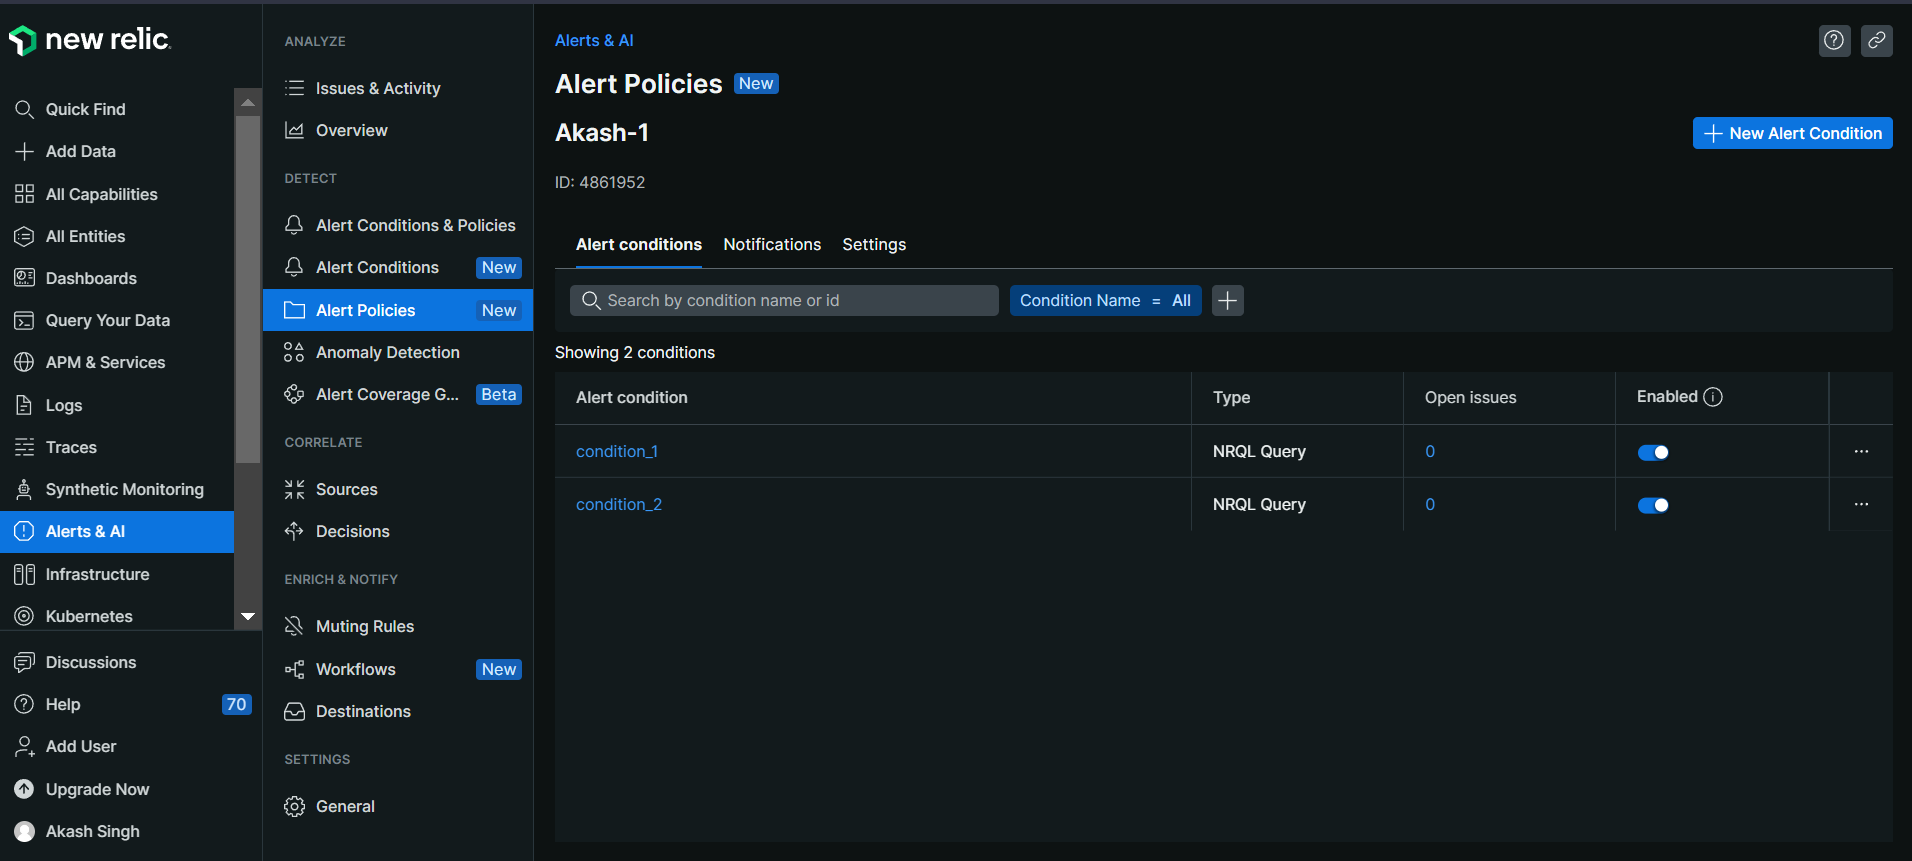 new relic.
Quick Find
Add Data
All Capabilities
All Entities
Dashboards
Query Your Data
APM & Services
Logs
Traces
Synthetic Monitoring
Alerts & AI
Infrastructure
Kubernetes
Discussions
Help 70
Add User
Upgrade Now
Akash Singh
ANALYZE
Issues & Activity
Overview
DETECT
Alert Conditions & Policies
Alert Conditions New
Alert Policies New
Anomaly Detection
Alert Coverage G... Beta
CORRELATE
Sources
Decisions
ENRICH & NOTIFY
Muting Rules
Workflows New
Destinations
SETTINGS
General
Alerts & AI
Alert Policies New
Akash-1
New Alert Condition
ID: 4861952
Alert conditions Notifications Settings
Search by condition name or id Condition Name = All
Showing 2 conditions
Alert condition Type Open issues Enabled
condition_1 NRQL Query 0 ...
condition_2 NRQL Query 0 ...